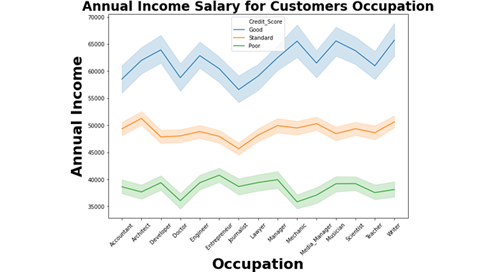 Annual Income Salary for Customers Occupation
Credit_Score
Good
Standard
Poor
70000
65000
60000
55000
50000
45000
40000
35000
Annual Income
Accountant
Architect
Developer
Doctor
Engineer
Entrepreneur
Journalist
Lawyer
Manager
Mechanic
Media_Manager
Musician
Scientist
Teacher
Writer
Occupation